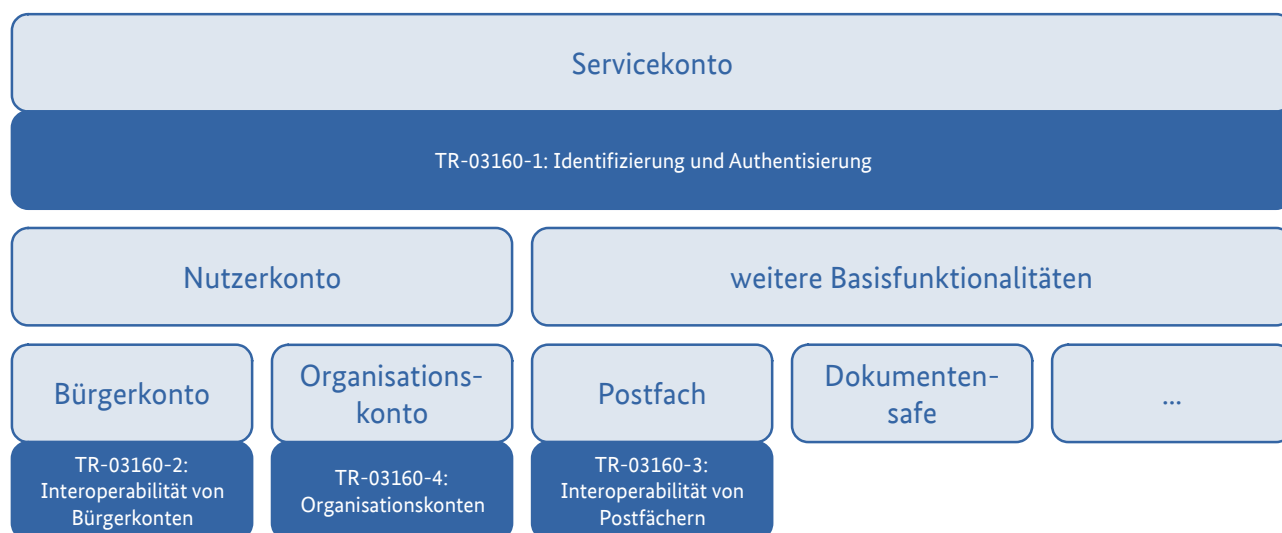 Servicekonto
TR-03160-1: Identifizierung und Authentisierung
Nutzerkonto
weitere Basisfunktionalitäten
Bürgerkonto
Organisations-
konto
Postfach
Dokumenten-
safe
...
TR-03160-2:
Interoperabilität von
Bürgerkonten
TR-03160-4:
Organisationskonten
TR-03160-3:
Interoperabilität von
Postfächern